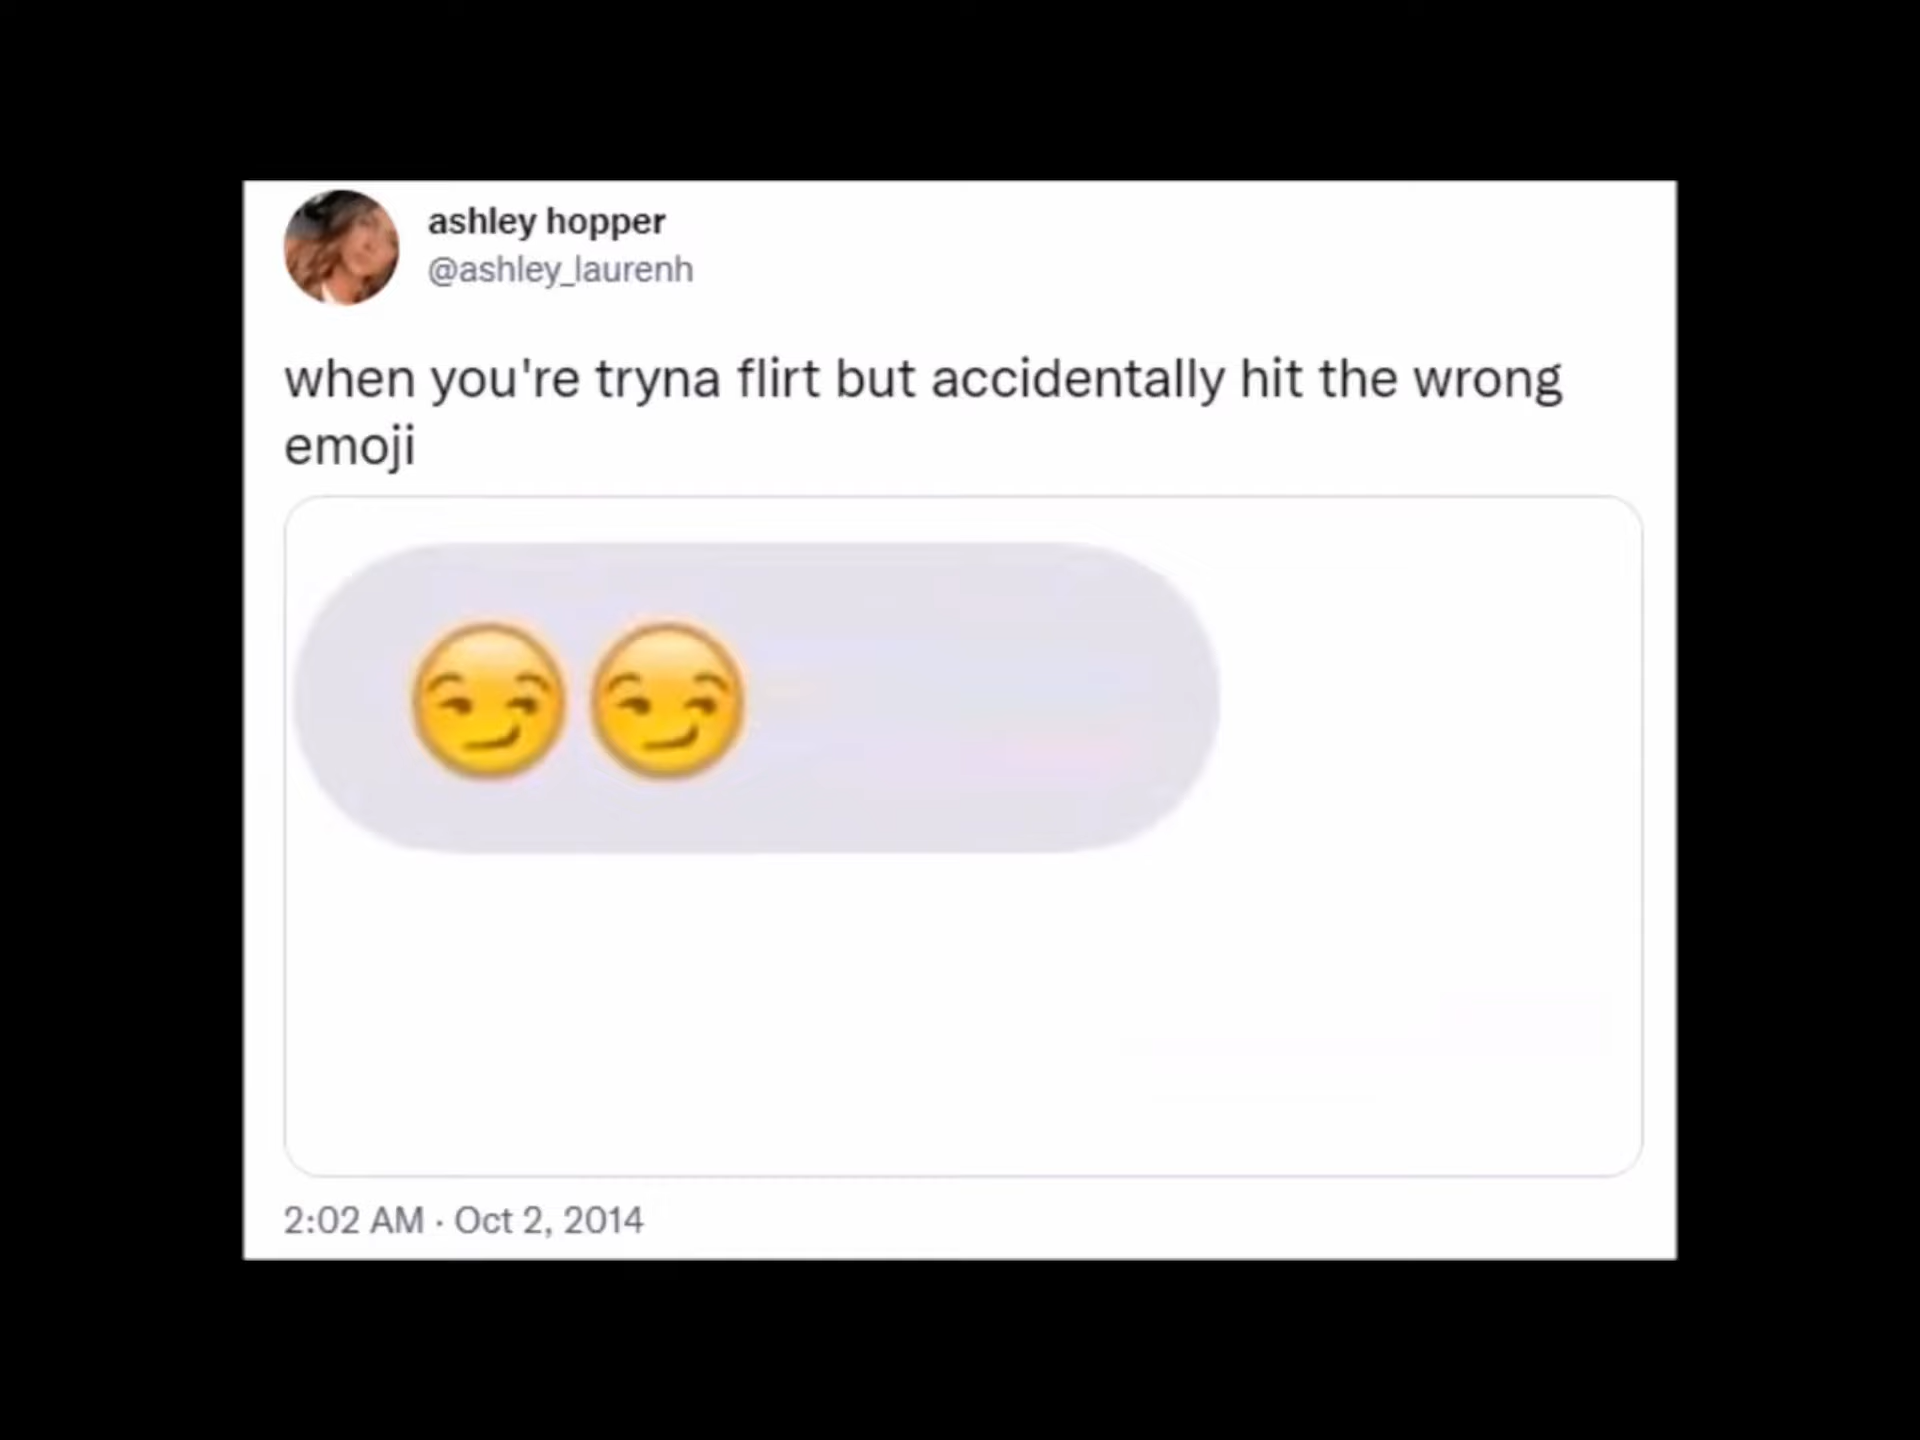 ashley hopper
@ashley_laurenh
when you're tryna flirt but accidentally hit the wrong
emoji
😏😏
2:02 AM · Oct 2, 2014